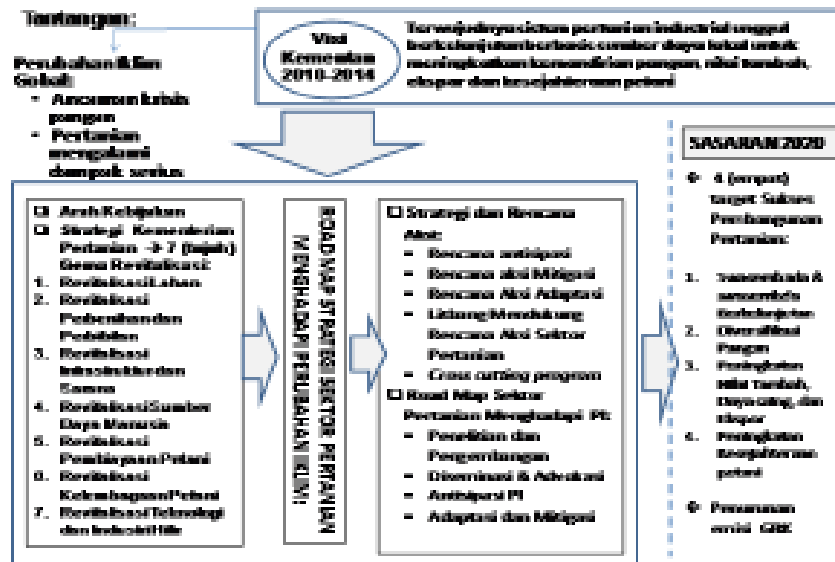 Tantangan:
Perubahan Iklim
Global:
• Ancaman krisis
pangan
• Pertanian
mengalami
dampak serius
Visi
Kementan
2010-2014
Terwujudnya sistem pertanian industrial unggul
berkelanjutan berbasis sumber daya lokal untuk
meningkatkan kemandirian pangan, nilai tambah,
ekspor dan kesejahteraan petani
❑ Arah Kebijakan
❑ Strategi Kementerian
Pertanian → 7 (tujuh)
Gema Revitalisasi:
1. Revitalisasi Lahan
2. Revitalisasi
Perbenihan dan
Perbibitan
3. Revitalisasi
Infrastruktur dan
Sarana
4. Revitalisasi Sumber
Daya Manusia
5. Revitalisasi
Pembiayaan Petani
6. Revitalisasi
Kelembagaan Petani
7. Revitalisasi Teknologi
dan Industri Hilir
ROAD MAP STRATEGI SECTOR PERTANIAN
MENGHADAPI PERUBAHAN IKLIM:
❑ Strategi dan Rencana
Aksi:
- Rencana antisipasi
- Rencana aksi Mitigasi
- Rencana Aksi Adaptasi
- Litbang Mendukung
Rencana Aksi Sektor
Pertanian
- Cross cutting program
❑ Road Map Sektor
Pertanian Menghadapi PI:
- Penelitian dan
Pengembangan
- Diseminasi & Advokasi
- Antisipasi PI
- Adaptasi dan Mitigasi
SASARAN 2020
❖ 4 (empat)
target Sukses
Pembangunan
Pertanian:
1. Swasembada &
swasembada
Berkelanjutan
2. Diversifikasi
Pangan
3. Peningkatan
Nilai Tambah,
Daya saing, dan
Ekspor
4. Peningkatan
Kesejahteraan
petani
❖ Penurunan
emisi GRK